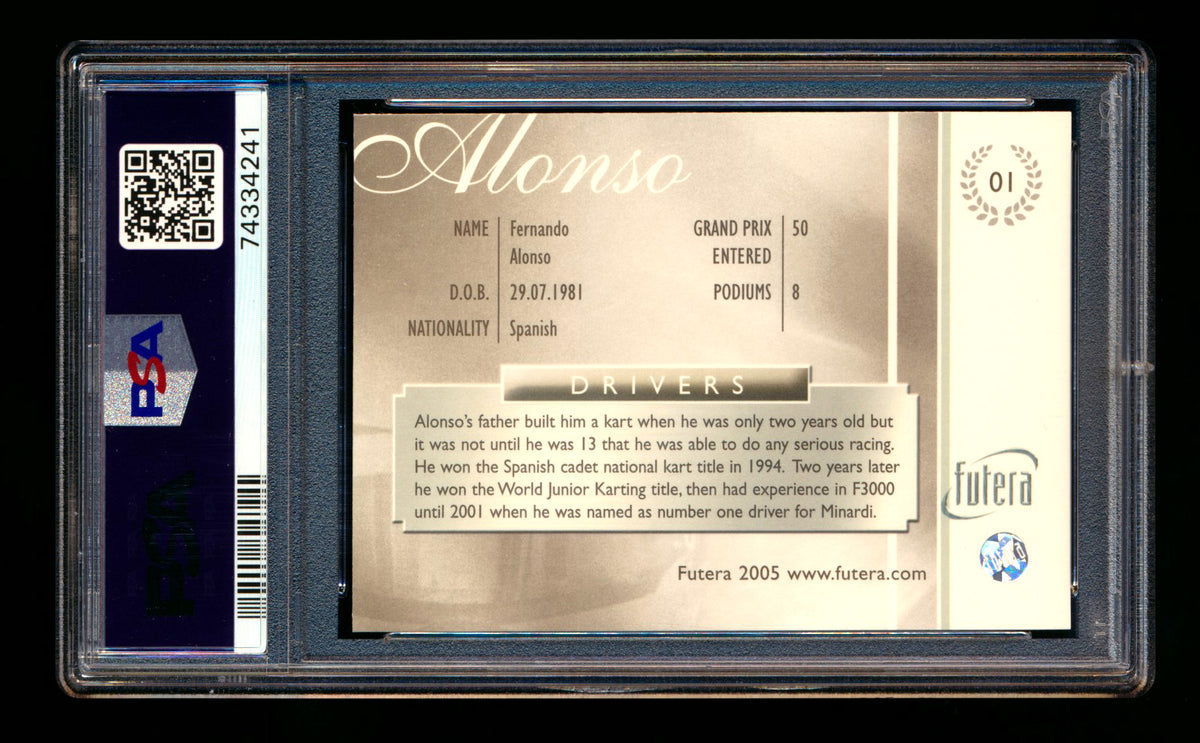 74334241
PSA
PSA
Alonso
01
NAME Fernando
Alonso
GRAND PRIX 50
ENTERED
D.O.B. 29.07.1981
PODIUMS 8
NATIONALITY Spanish
DRIVERS
Alonso's father built him a kart when he was only two years old but
it was not until he was 13 that he was able to do any serious racing.
He won the Spanish cadet national kart title in 1994. Two years later
he won the World Junior Karting title, then had experience in F3000
until 2001 when he was named as number one driver for Minardi.
futera
Futera 2005 www.futera.com